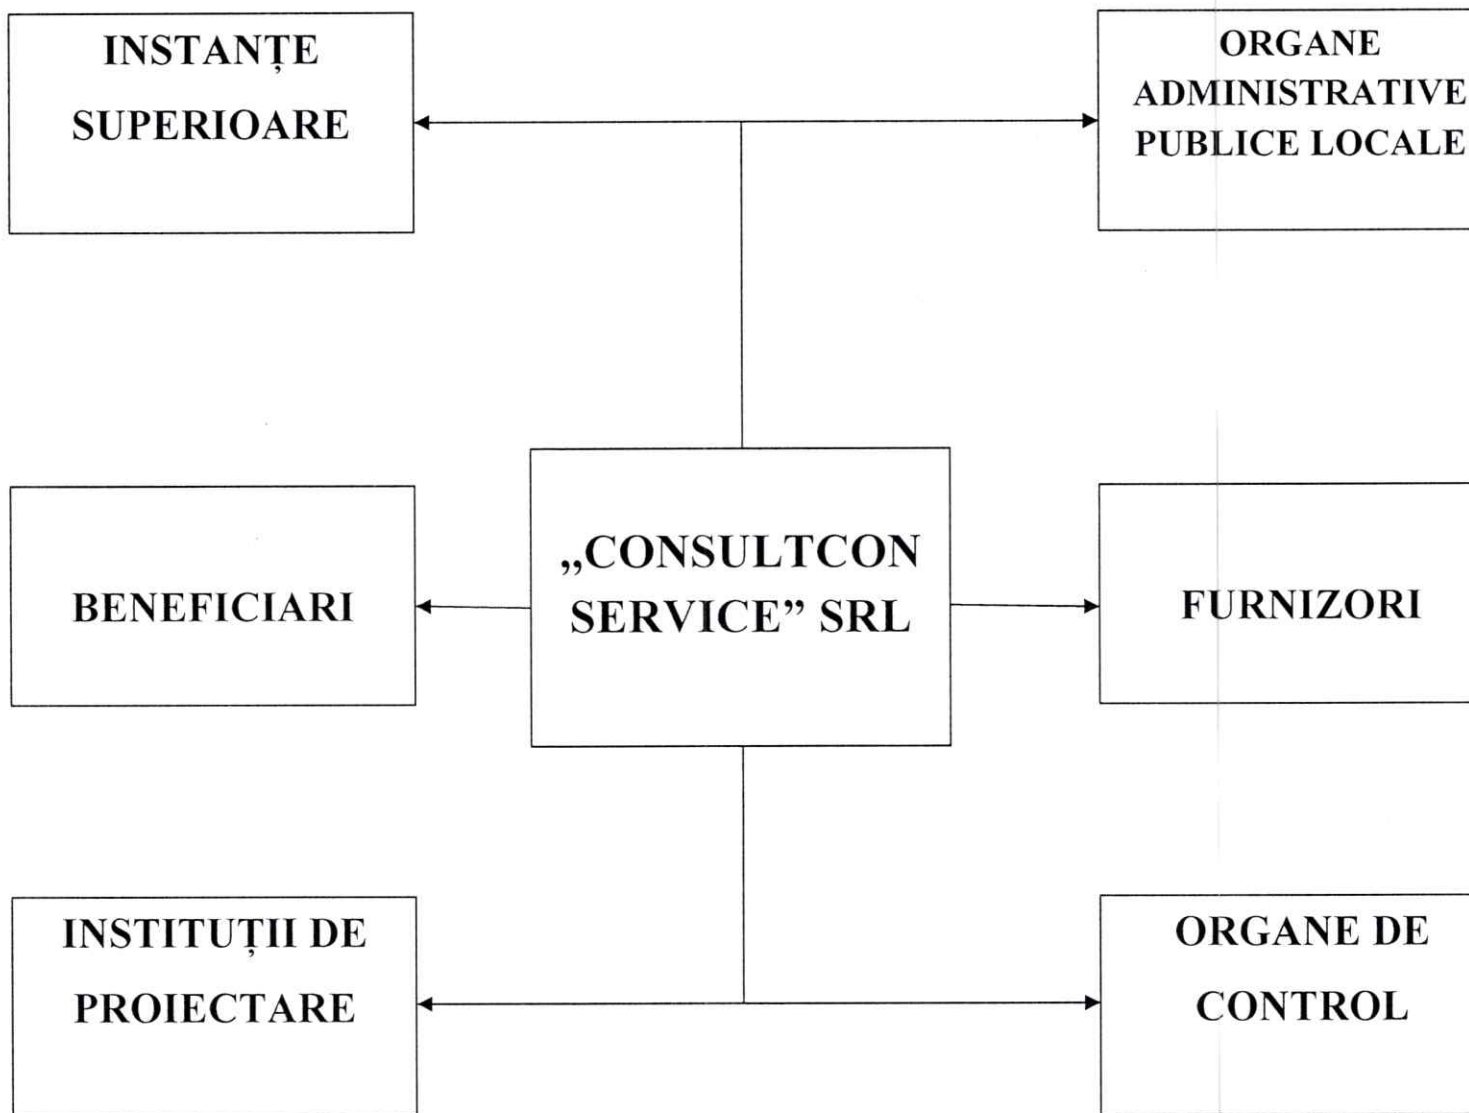 INSTANȚE
SUPERIOARE
ORGANE
ADMINISTRATIVE
PUBLICE LOCALE
BENEFICIARI
„CONSULTCON
SERVICE” SRL
FURNIZORI
INSTITUȚII DE
PROIECTARE
ORGANE DE
CONTROL